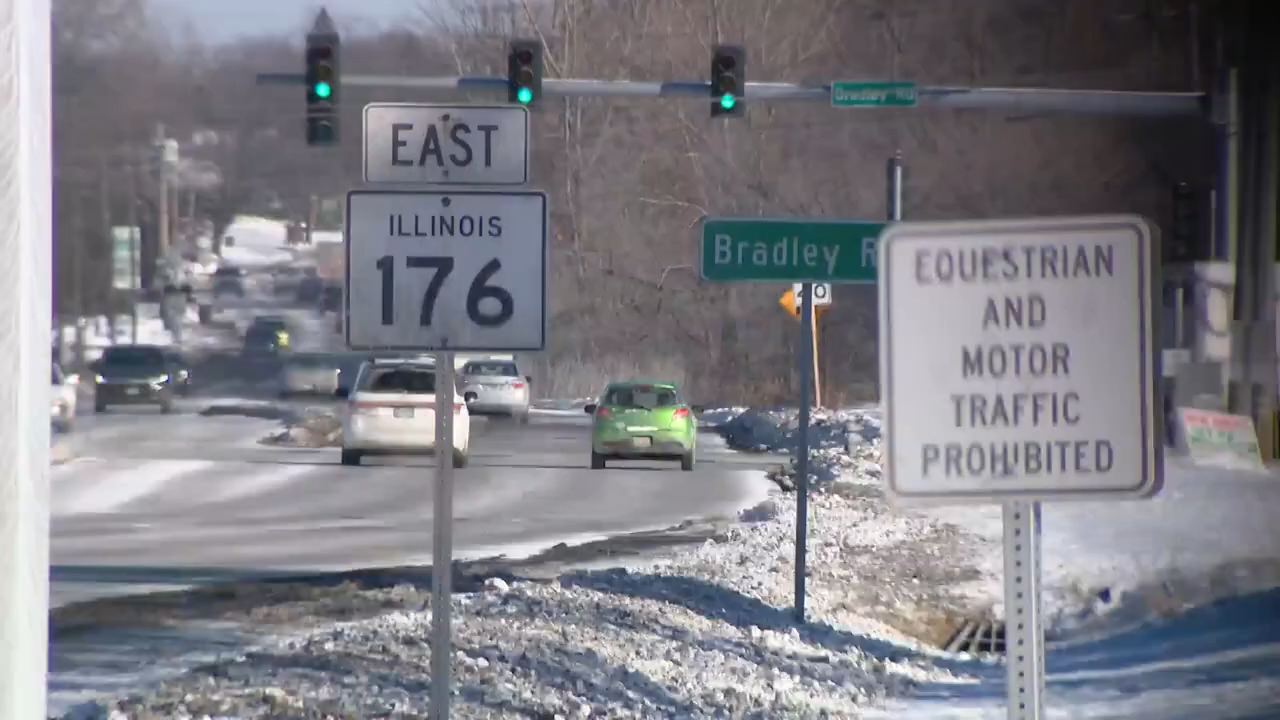 Bradley Rd
EAST
ILLINOIS
176
Bradley R
EQUESTRIAN
AND
MOTOR
TRAFFIC
PROHIBITED